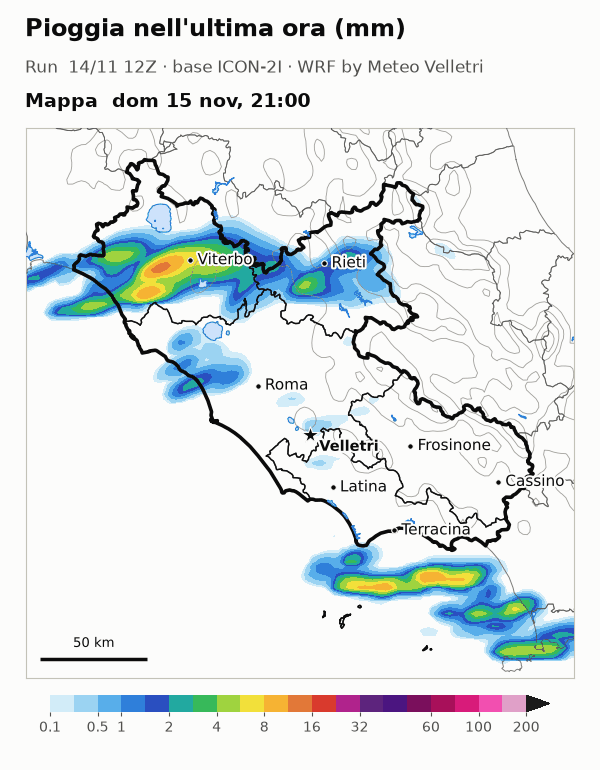 Pioggia nell'ultima ora (mm)
Run  14/11 12Z · base ICON-2I · WRF by Meteo Velletri
Mappa  dom 15 nov, 21:00
Viterbo
Rieti
Roma
Velletri
Frosinone
Cassino
Latina
Terracina
50 km
0.1 0.5 1 2 4 8 16 32 60 100 200